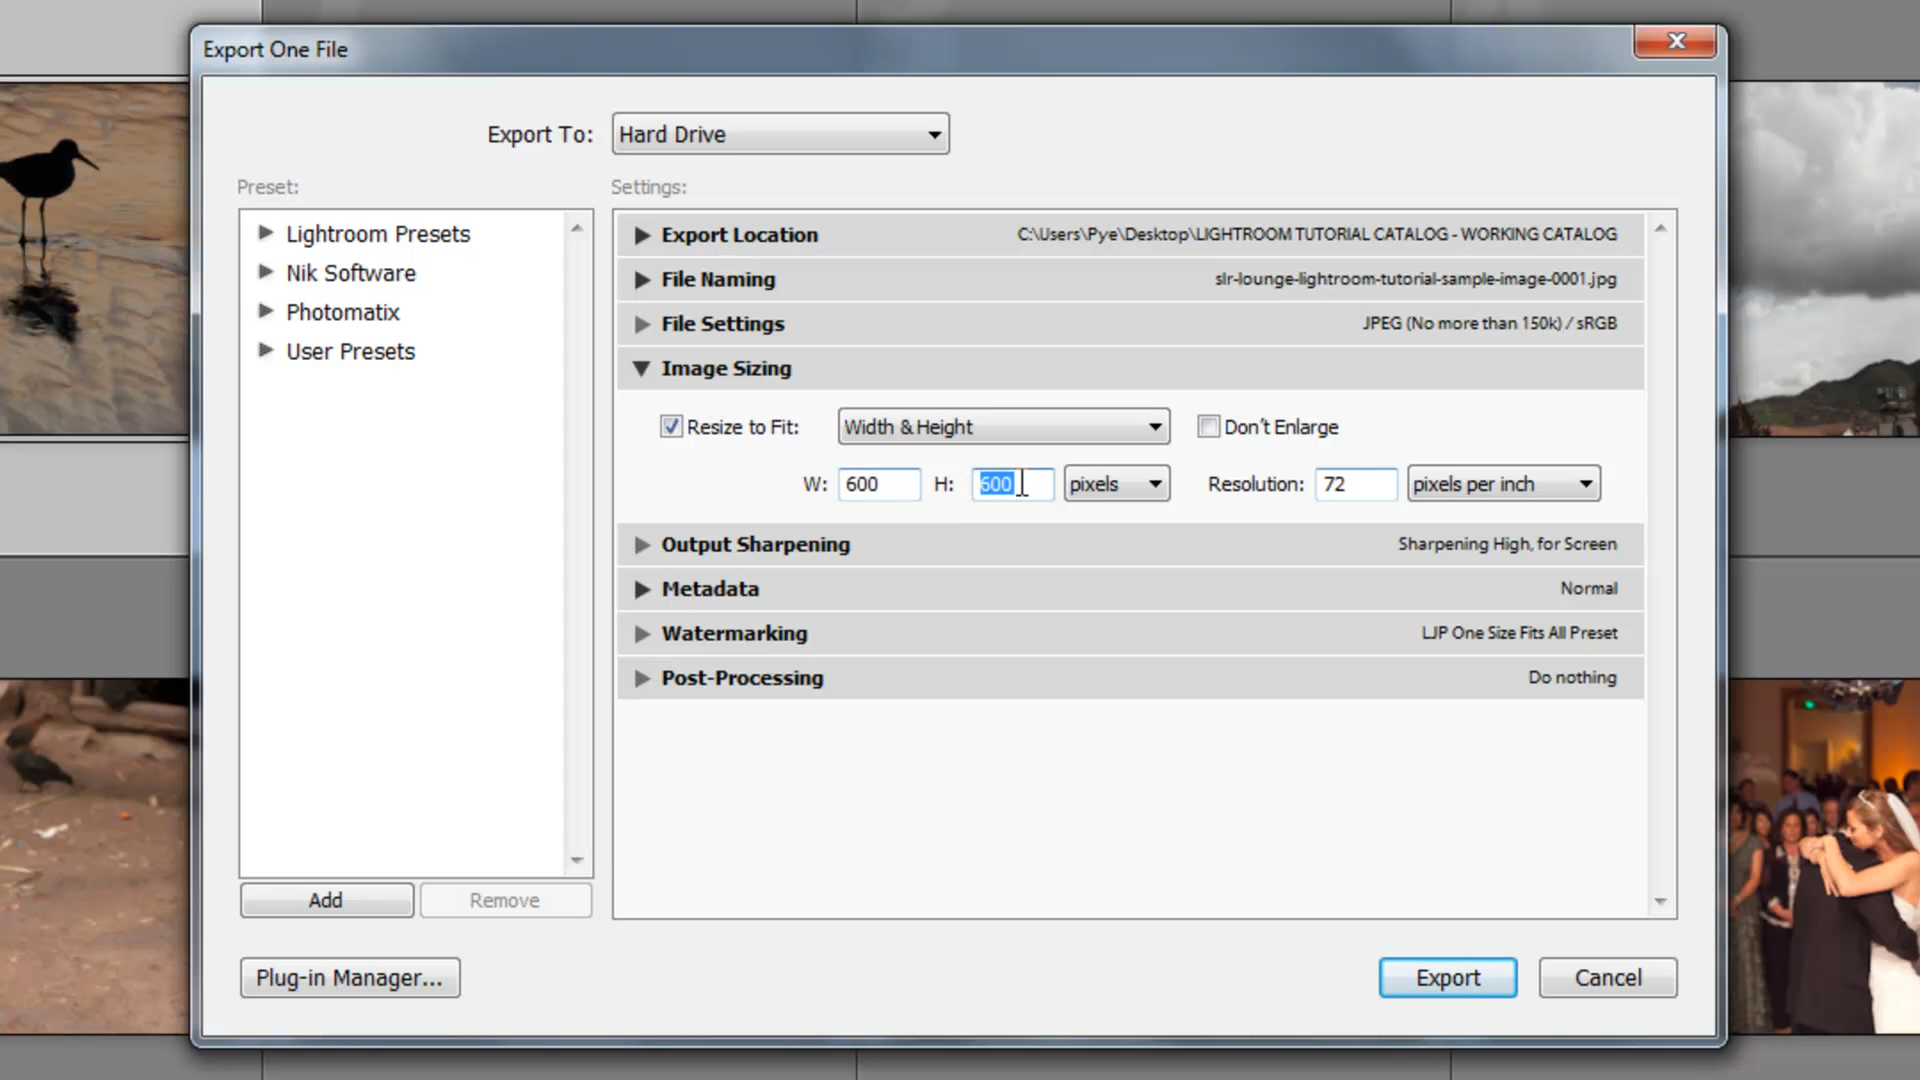 Export One File
Export To: Hard Drive
Preset:
Lightroom Presets
Nik Software
Photomatix
User Presets
Add Remove
Settings:
Export Location C:\Users\Pye\Desktop\LIGHTROOM TUTORIAL CATALOG - WORKING CATALOG
File Naming slr-lounge-lightroom-tutorial-sample-image-0001.jpg
File Settings JPEG (No more than 150k) / sRGB
Image Sizing
Resize to Fit: Width & Height Don't Enlarge
W: 600 H: 600 pixels Resolution: 72 pixels per inch
Output Sharpening Sharpening High, for Screen
Metadata Normal
Watermarking LJP One Size Fits All Preset
Post-Processing Do nothing
Plug-in Manager... Export Cancel